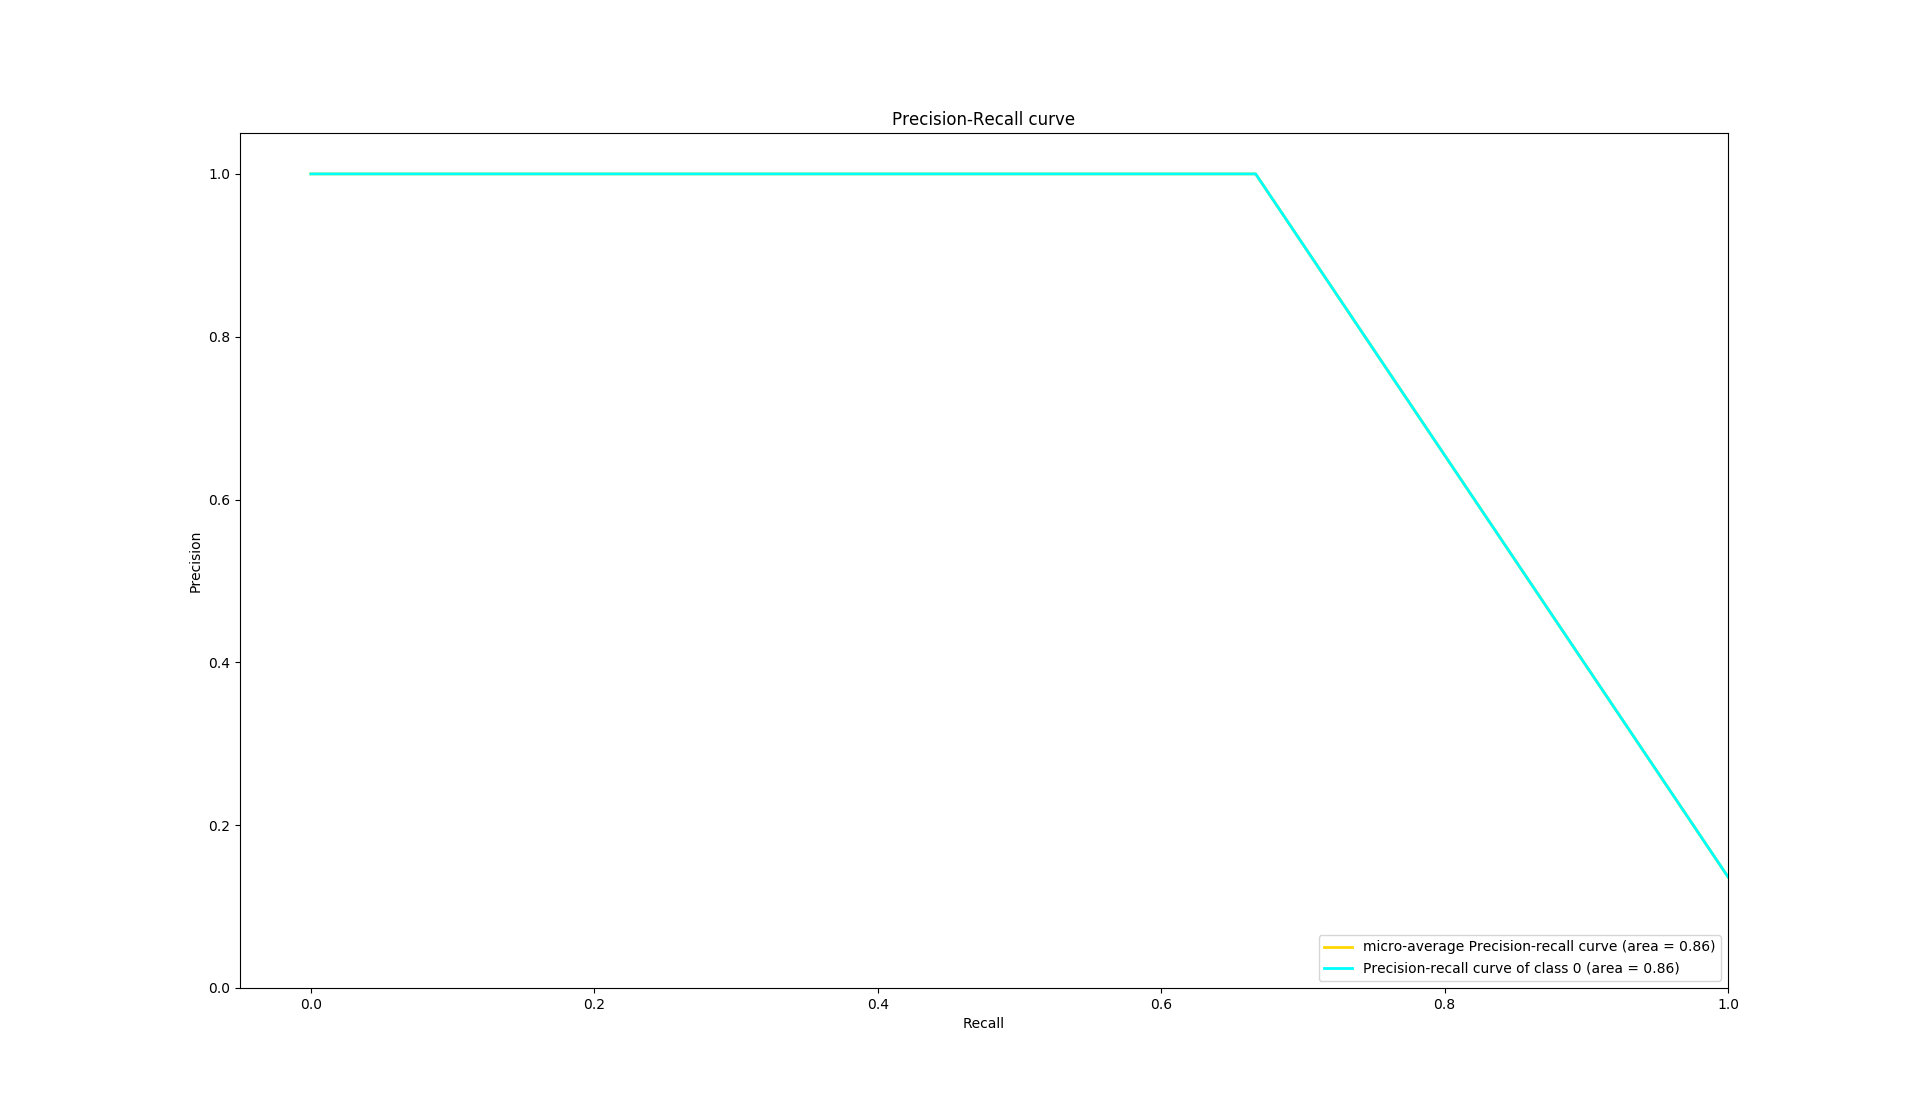 Precision-Recall curve
1.0
0.8
0.6
0.4
0.2
0.0
Precision
0.0 0.2 0.4 0.6 0.8 1.0
Recall
micro-average Precision-recall curve (area = 0.86)
Precision-recall curve of class 0 (area = 0.86)